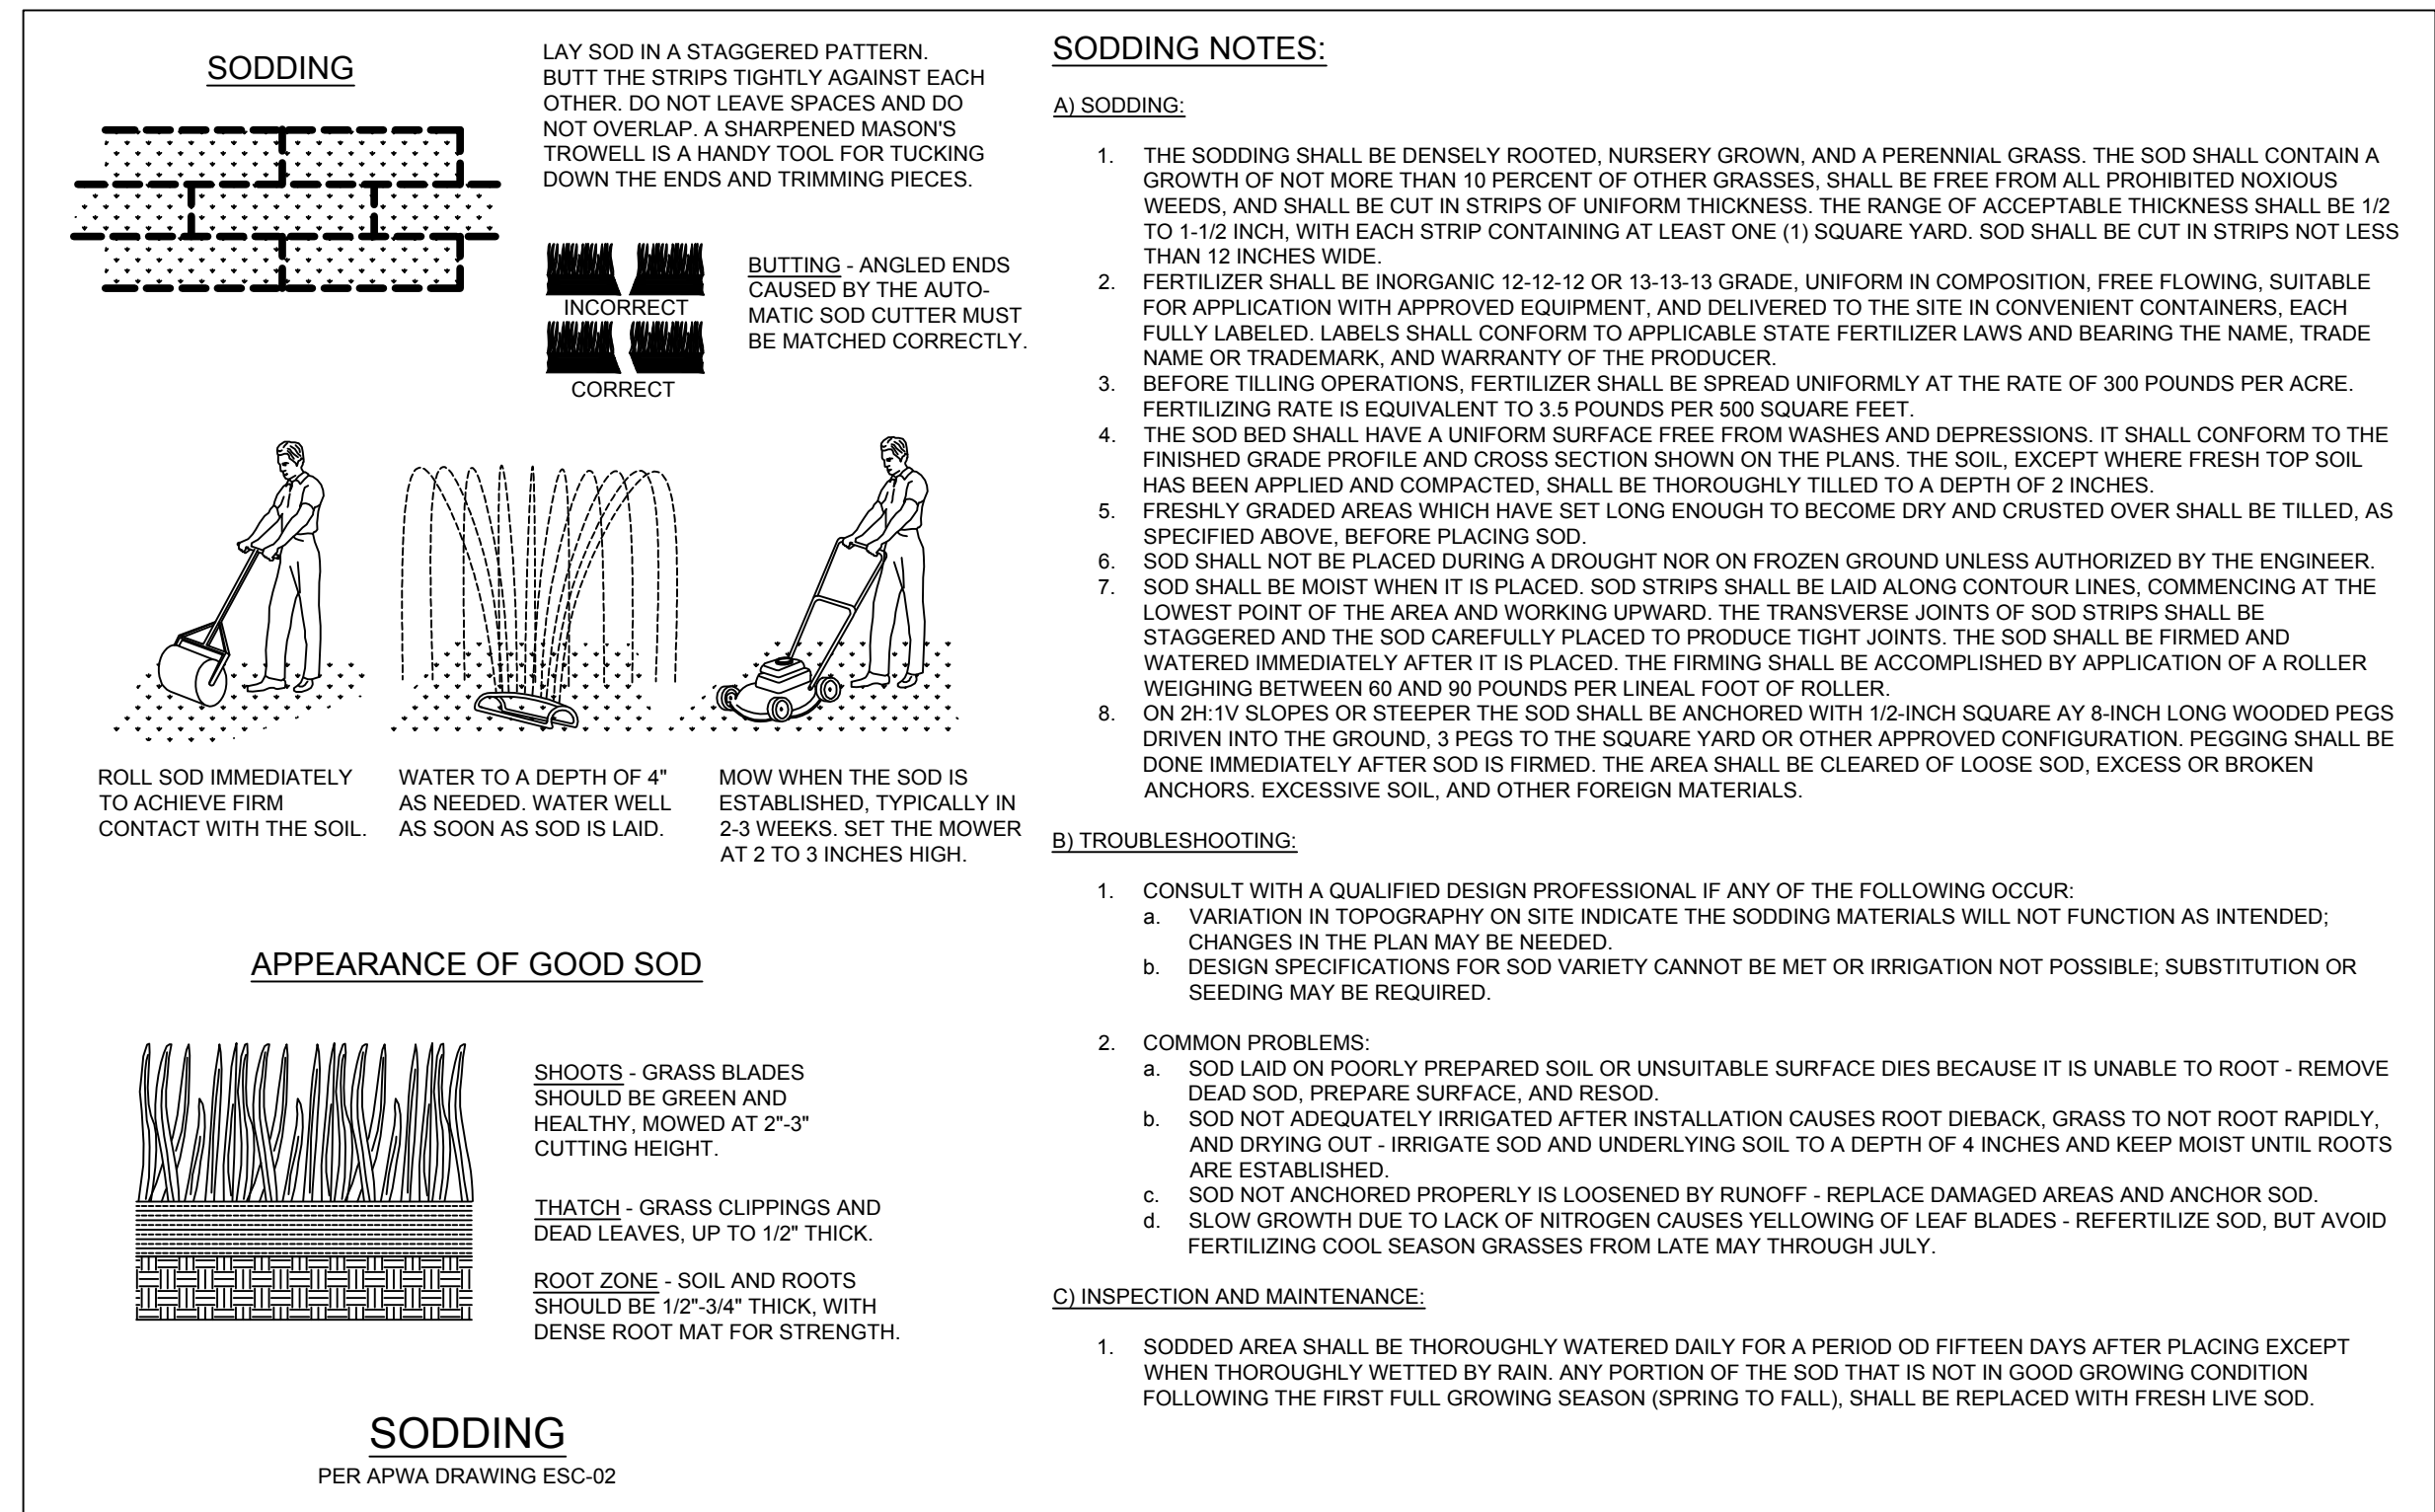 SODDING
LAY SOD IN A STAGGERED PATTERN.
BUTT THE STRIPS TIGHTLY AGAINST EACH
OTHER. DO NOT LEAVE SPACES AND DO
NOT OVERLAP. A SHARPENED MASON'S
TROWELL IS A HANDY TOOL FOR TUCKING
DOWN THE ENDS AND TRIMMING PIECES.
INCORRECT
CORRECT
BUTTING - ANGLED ENDS
CAUSED BY THE AUTO-
MATIC SOD CUTTER MUST
BE MATCHED CORRECTLY.
ROLL SOD IMMEDIATELY
TO ACHIEVE FIRM
CONTACT WITH THE SOIL.
WATER TO A DEPTH OF 4"
AS NEEDED. WATER WELL
AS SOON AS SOD IS LAID.
MOW WHEN THE SOD IS
ESTABLISHED, TYPICALLY IN
2-3 WEEKS. SET THE MOWER
AT 2 TO 3 INCHES HIGH.
APPEARANCE OF GOOD SOD
SHOOTS - GRASS BLADES
SHOULD BE GREEN AND
HEALTHY, MOWED AT 2"-3"
CUTTING HEIGHT.
THATCH - GRASS CLIPPINGS AND
DEAD LEAVES, UP TO 1/2" THICK.
ROOT ZONE - SOIL AND ROOTS
SHOULD BE 1/2"-3/4" THICK, WITH
DENSE ROOT MAT FOR STRENGTH.
SODDING
PER APWA DRAWING ESC-02
SODDING NOTES:
A) SODDING:
1. THE SODDING SHALL BE DENSELY ROOTED, NURSERY GROWN, AND A PERENNIAL GRASS. THE SOD SHALL CONTAIN A
GROWTH OF NOT MORE THAN 10 PERCENT OF OTHER GRASSES, SHALL BE FREE FROM ALL PROHIBITED NOXIOUS
WEEDS, AND SHALL BE CUT IN STRIPS OF UNIFORM THICKNESS. THE RANGE OF ACCEPTABLE THICKNESS SHALL BE 1/2
TO 1-1/2 INCH, WITH EACH STRIP CONTAINING AT LEAST ONE (1) SQUARE YARD. SOD SHALL BE CUT IN STRIPS NOT LESS
THAN 12 INCHES WIDE.
2. FERTILIZER SHALL BE INORGANIC 12-12-12 OR 13-13-13 GRADE, UNIFORM IN COMPOSITION, FREE FLOWING, SUITABLE
FOR APPLICATION WITH APPROVED EQUIPMENT, AND DELIVERED TO THE SITE IN CONVENIENT CONTAINERS, EACH
FULLY LABELED. LABELS SHALL CONFORM TO APPLICABLE STATE FERTILIZER LAWS AND BEARING THE NAME, TRADE
NAME OR TRADEMARK, AND WARRANTY OF THE PRODUCER.
3. BEFORE TILLING OPERATIONS, FERTILIZER SHALL BE SPREAD UNIFORMLY AT THE RATE OF 300 POUNDS PER ACRE.
FERTILIZING RATE IS EQUIVALENT TO 3.5 POUNDS PER 500 SQUARE FEET.
4. THE SOD BED SHALL HAVE A UNIFORM SURFACE FREE FROM WASHES AND DEPRESSIONS. IT SHALL CONFORM TO THE
FINISHED GRADE PROFILE AND CROSS SECTION SHOWN ON THE PLANS. THE SOIL, EXCEPT WHERE FRESH TOP SOIL
HAS BEEN APPLIED AND COMPACTED, SHALL BE THOROUGHLY TILLED TO A DEPTH OF 2 INCHES.
5. FRESHLY GRADED AREAS WHICH HAVE SET LONG ENOUGH TO BECOME DRY AND CRUSTED OVER SHALL BE TILLED, AS
SPECIFIED ABOVE, BEFORE PLACING SOD.
6. SOD SHALL NOT BE PLACED DURING A DROUGHT NOR ON FROZEN GROUND UNLESS AUTHORIZED BY THE ENGINEER.
7. SOD SHALL BE MOIST WHEN IT IS PLACED. SOD STRIPS SHALL BE LAID ALONG CONTOUR LINES, COMMENCING AT THE
LOWEST POINT OF THE AREA AND WORKING UPWARD. THE TRANSVERSE JOINTS OF SOD STRIPS SHALL BE
STAGGERED AND THE SOD CAREFULLY PLACED TO PRODUCE TIGHT JOINTS. THE SOD SHALL BE FIRMED AND
WATERED IMMEDIATELY AFTER IT IS PLACED. THE FIRMING SHALL BE ACCOMPLISHED BY APPLICATION OF A ROLLER
WEIGHING BETWEEN 60 AND 90 POUNDS PER LINEAL FOOT OF ROLLER.
8. ON 2H:1V SLOPES OR STEEPER THE SOD SHALL BE ANCHORED WITH 1/2-INCH SQUARE AY 8-INCH LONG WOODED PEGS
DRIVEN INTO THE GROUND, 3 PEGS TO THE SQUARE YARD OR OTHER APPROVED CONFIGURATION. PEGGING SHALL BE
DONE IMMEDIATELY AFTER SOD IS FIRMED. THE AREA SHALL BE CLEARED OF LOOSE SOD, EXCESS OR BROKEN
ANCHORS. EXCESSIVE SOIL, AND OTHER FOREIGN MATERIALS.
B) TROUBLESHOOTING:
1. CONSULT WITH A QUALIFIED DESIGN PROFESSIONAL IF ANY OF THE FOLLOWING OCCUR:
a. VARIATION IN TOPOGRAPHY ON SITE INDICATE THE SODDING MATERIALS WILL NOT FUNCTION AS INTENDED;
CHANGES IN THE PLAN MAY BE NEEDED.
b. DESIGN SPECIFICATIONS FOR SOD VARIETY CANNOT BE MET OR IRRIGATION NOT POSSIBLE; SUBSTITUTION OR
SEEDING MAY BE REQUIRED.
2. COMMON PROBLEMS:
a. SOD LAID ON POORLY PREPARED SOIL OR UNSUITABLE SURFACE DIES BECAUSE IT IS UNABLE TO ROOT - REMOVE
DEAD SOD, PREPARE SURFACE, AND RESOD.
b. SOD NOT ADEQUATELY IRRIGATED AFTER INSTALLATION CAUSES ROOT DIEBACK, GRASS TO NOT ROOT RAPIDLY,
AND DRYING OUT - IRRIGATE SOD AND UNDERLYING SOIL TO A DEPTH OF 4 INCHES AND KEEP MOIST UNTIL ROOTS
ARE ESTABLISHED.
c. SOD NOT ANCHORED PROPERLY IS LOOSENED BY RUNOFF - REPLACE DAMAGED AREAS AND ANCHOR SOD.
d. SLOW GROWTH DUE TO LACK OF NITROGEN CAUSES YELLOWING OF LEAF BLADES - REFERTILIZE SOD, BUT AVOID
FERTILIZING COOL SEASON GRASSES FROM LATE MAY THROUGH JULY.
C) INSPECTION AND MAINTENANCE:
1. SODDED AREA SHALL BE THOROUGHLY WATERED DAILY FOR A PERIOD OD FIFTEEN DAYS AFTER PLACING EXCEPT
WHEN THOROUGHLY WETTED BY RAIN. ANY PORTION OF THE SOD THAT IS NOT IN GOOD GROWING CONDITION
FOLLOWING THE FIRST FULL GROWING SEASON (SPRING TO FALL), SHALL BE REPLACED WITH FRESH LIVE SOD.